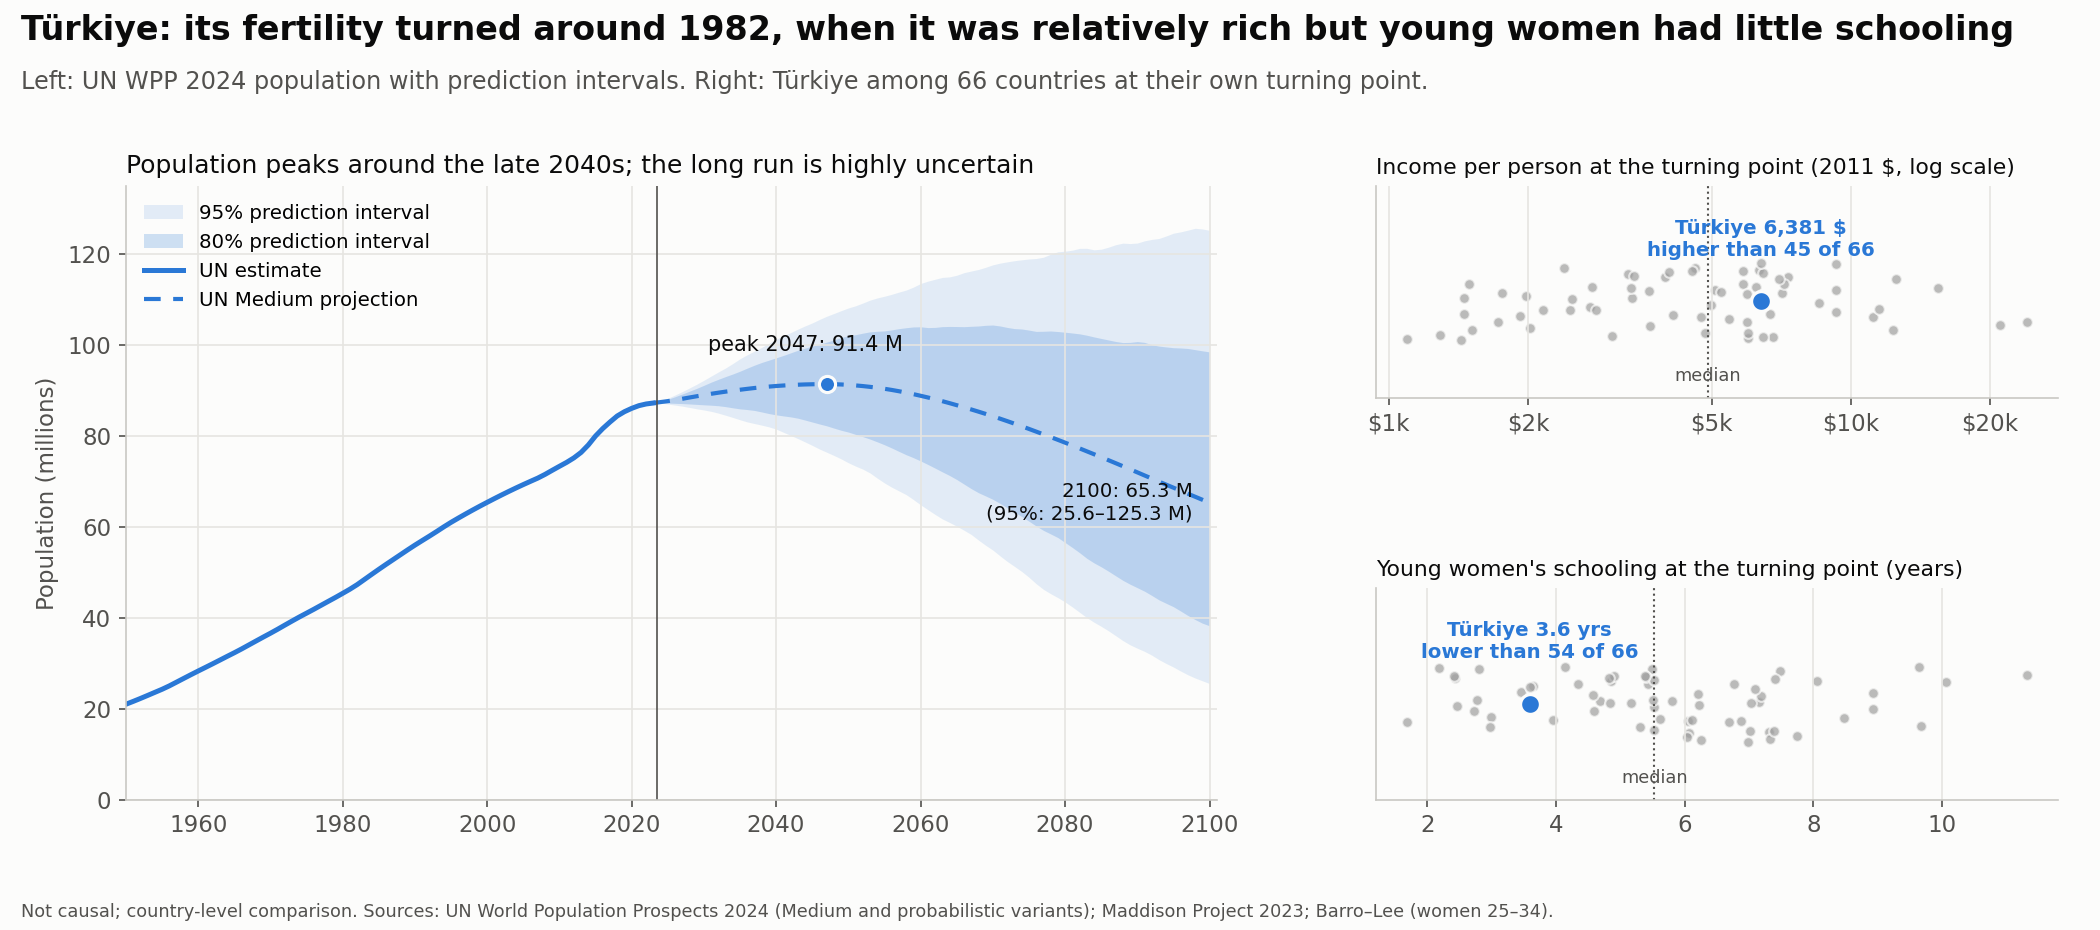 Türkiye: its fertility turned around 1982, when it was relatively rich but young women had little schooling
Left: UN WPP 2024 population with prediction intervals. Right: Türkiye among 66 countries at their own turning point.
Population peaks around the late 2040s; the long run is highly uncertain
95% prediction interval
80% prediction interval
UN estimate
UN Medium projection
peak 2047: 91.4 M
2100: 65.3 M
(95%: 25.6–125.3 M)
Population (millions)
120
100
80
60
40
20
0
1960 1980 2000 2020 2040 2060 2080 2100
Income per person at the turning point (2011 $, log scale)
Türkiye 6,381 $
higher than 45 of 66
median
$1k $2k $5k $10k $20k
Young women's schooling at the turning point (years)
Türkiye 3.6 yrs
lower than 54 of 66
median
2 4 6 8 10
Not causal; country-level comparison. Sources: UN World Population Prospects 2024 (Medium and probabilistic variants); Maddison Project 2023; Barro–Lee (women 25–34).